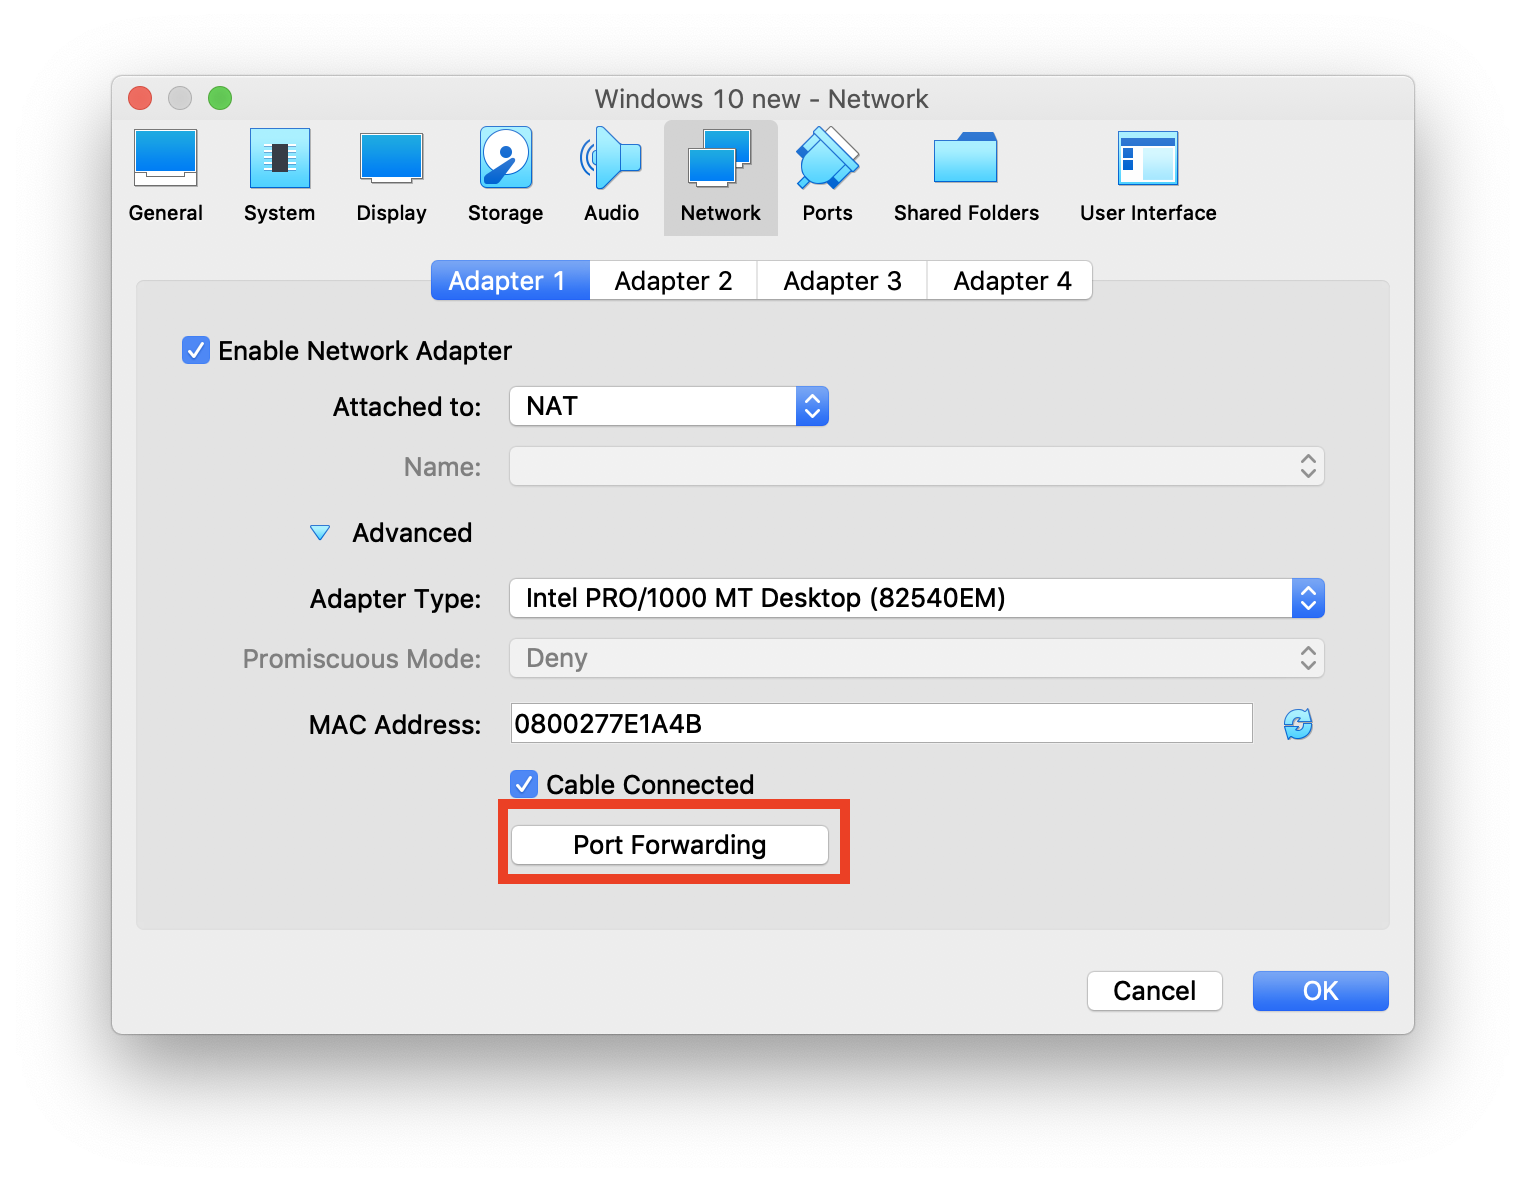 Windows 10 new - Network
General System Display Storage Audio Network Ports Shared Folders User Interface
Adapter 1 Adapter 2 Adapter 3 Adapter 4
Enable Network Adapter
Attached to: NAT
Name:
Advanced
Adapter Type: Intel PRO/1000 MT Desktop (82540EM)
Promiscuous Mode: Deny
MAC Address: 0800277E1A4B
Cable Connected
Port Forwarding
Cancel OK